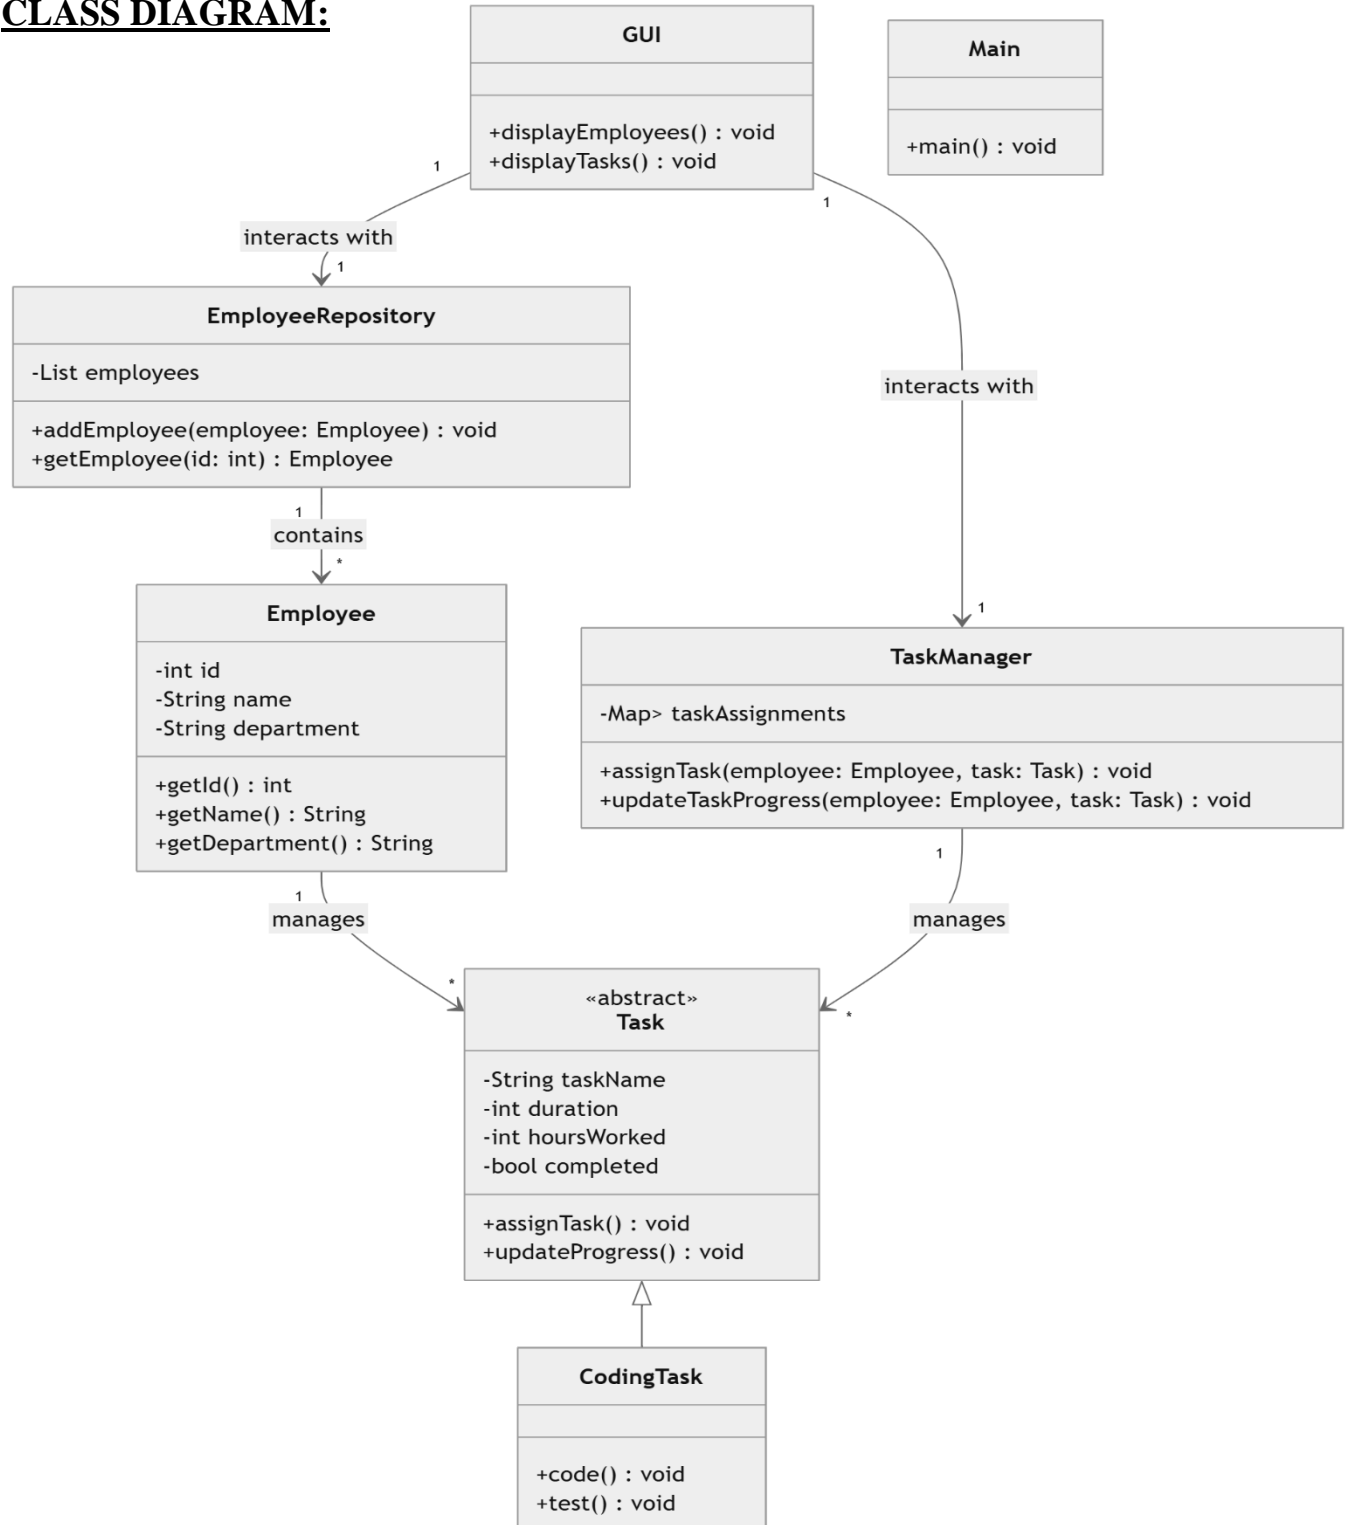 CLASS DIAGRAM:
GUI
+displayEmployees() : void
+displayTasks() : void
Main
+main() : void
1
1
interacts with
1
EmployeeRepository
-List employees
+addEmployee(employee: Employee) : void
+getEmployee(id: int) : Employee
interacts with
1
contains
*
Employee
-int id
-String name
-String department
+getId() : int
+getName() : String
+getDepartment() : String
1
TaskManager
-Map> taskAssignments
+assignTask(employee: Employee, task: Task) : void
+updateTaskProgress(employee: Employee, task: Task) : void
1
manages
*
1
manages
*
«abstract»
Task
-String taskName
-int duration
-int hoursWorked
-bool completed
+assignTask() : void
+updateProgress() : void
CodingTask
+code() : void
+test() : void